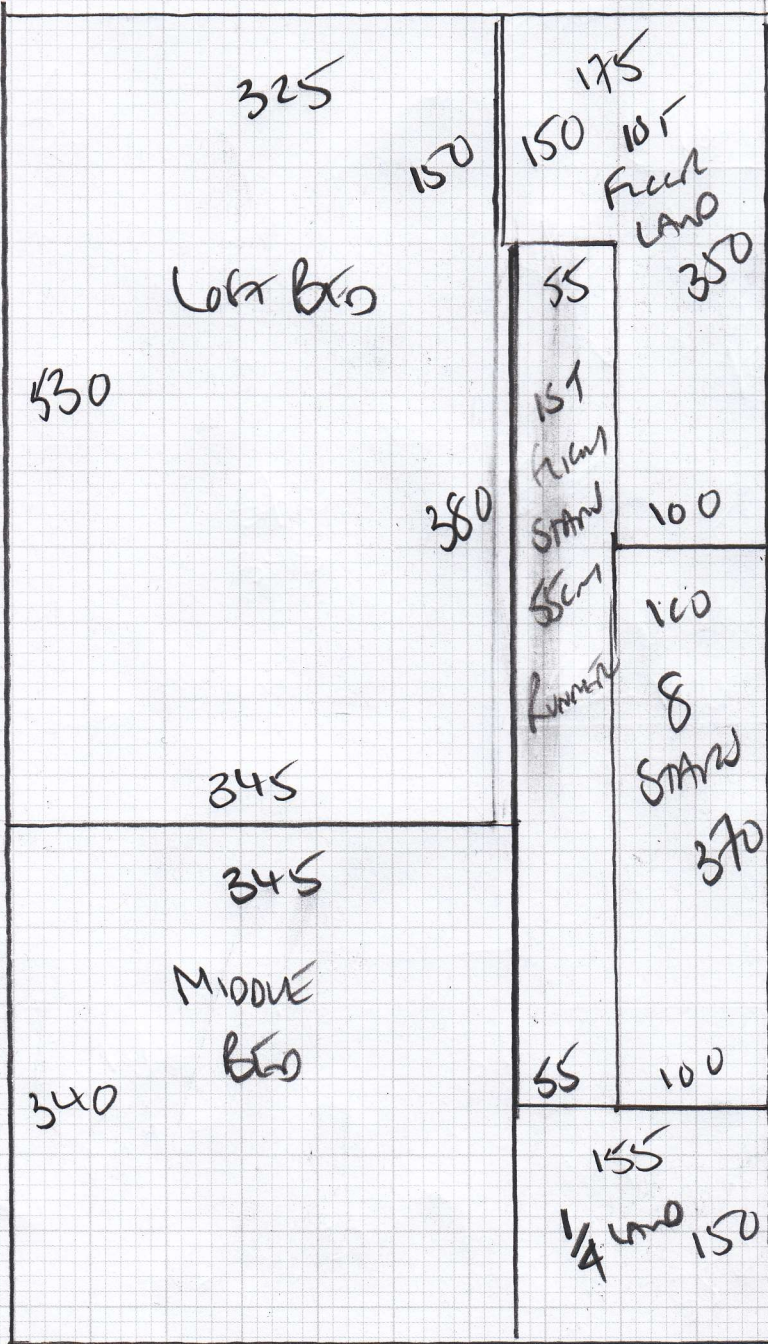 325
150
LOFT BED
530
380
345
175
150 1ST
FLOOR
LAND
350
100
55
1ST
FLIGHT
STAIRS
55CM
RUNNER
55
100
8
STAIRS
370
100
345
MIDDLE
BED
340
155
1/4 LAND 150